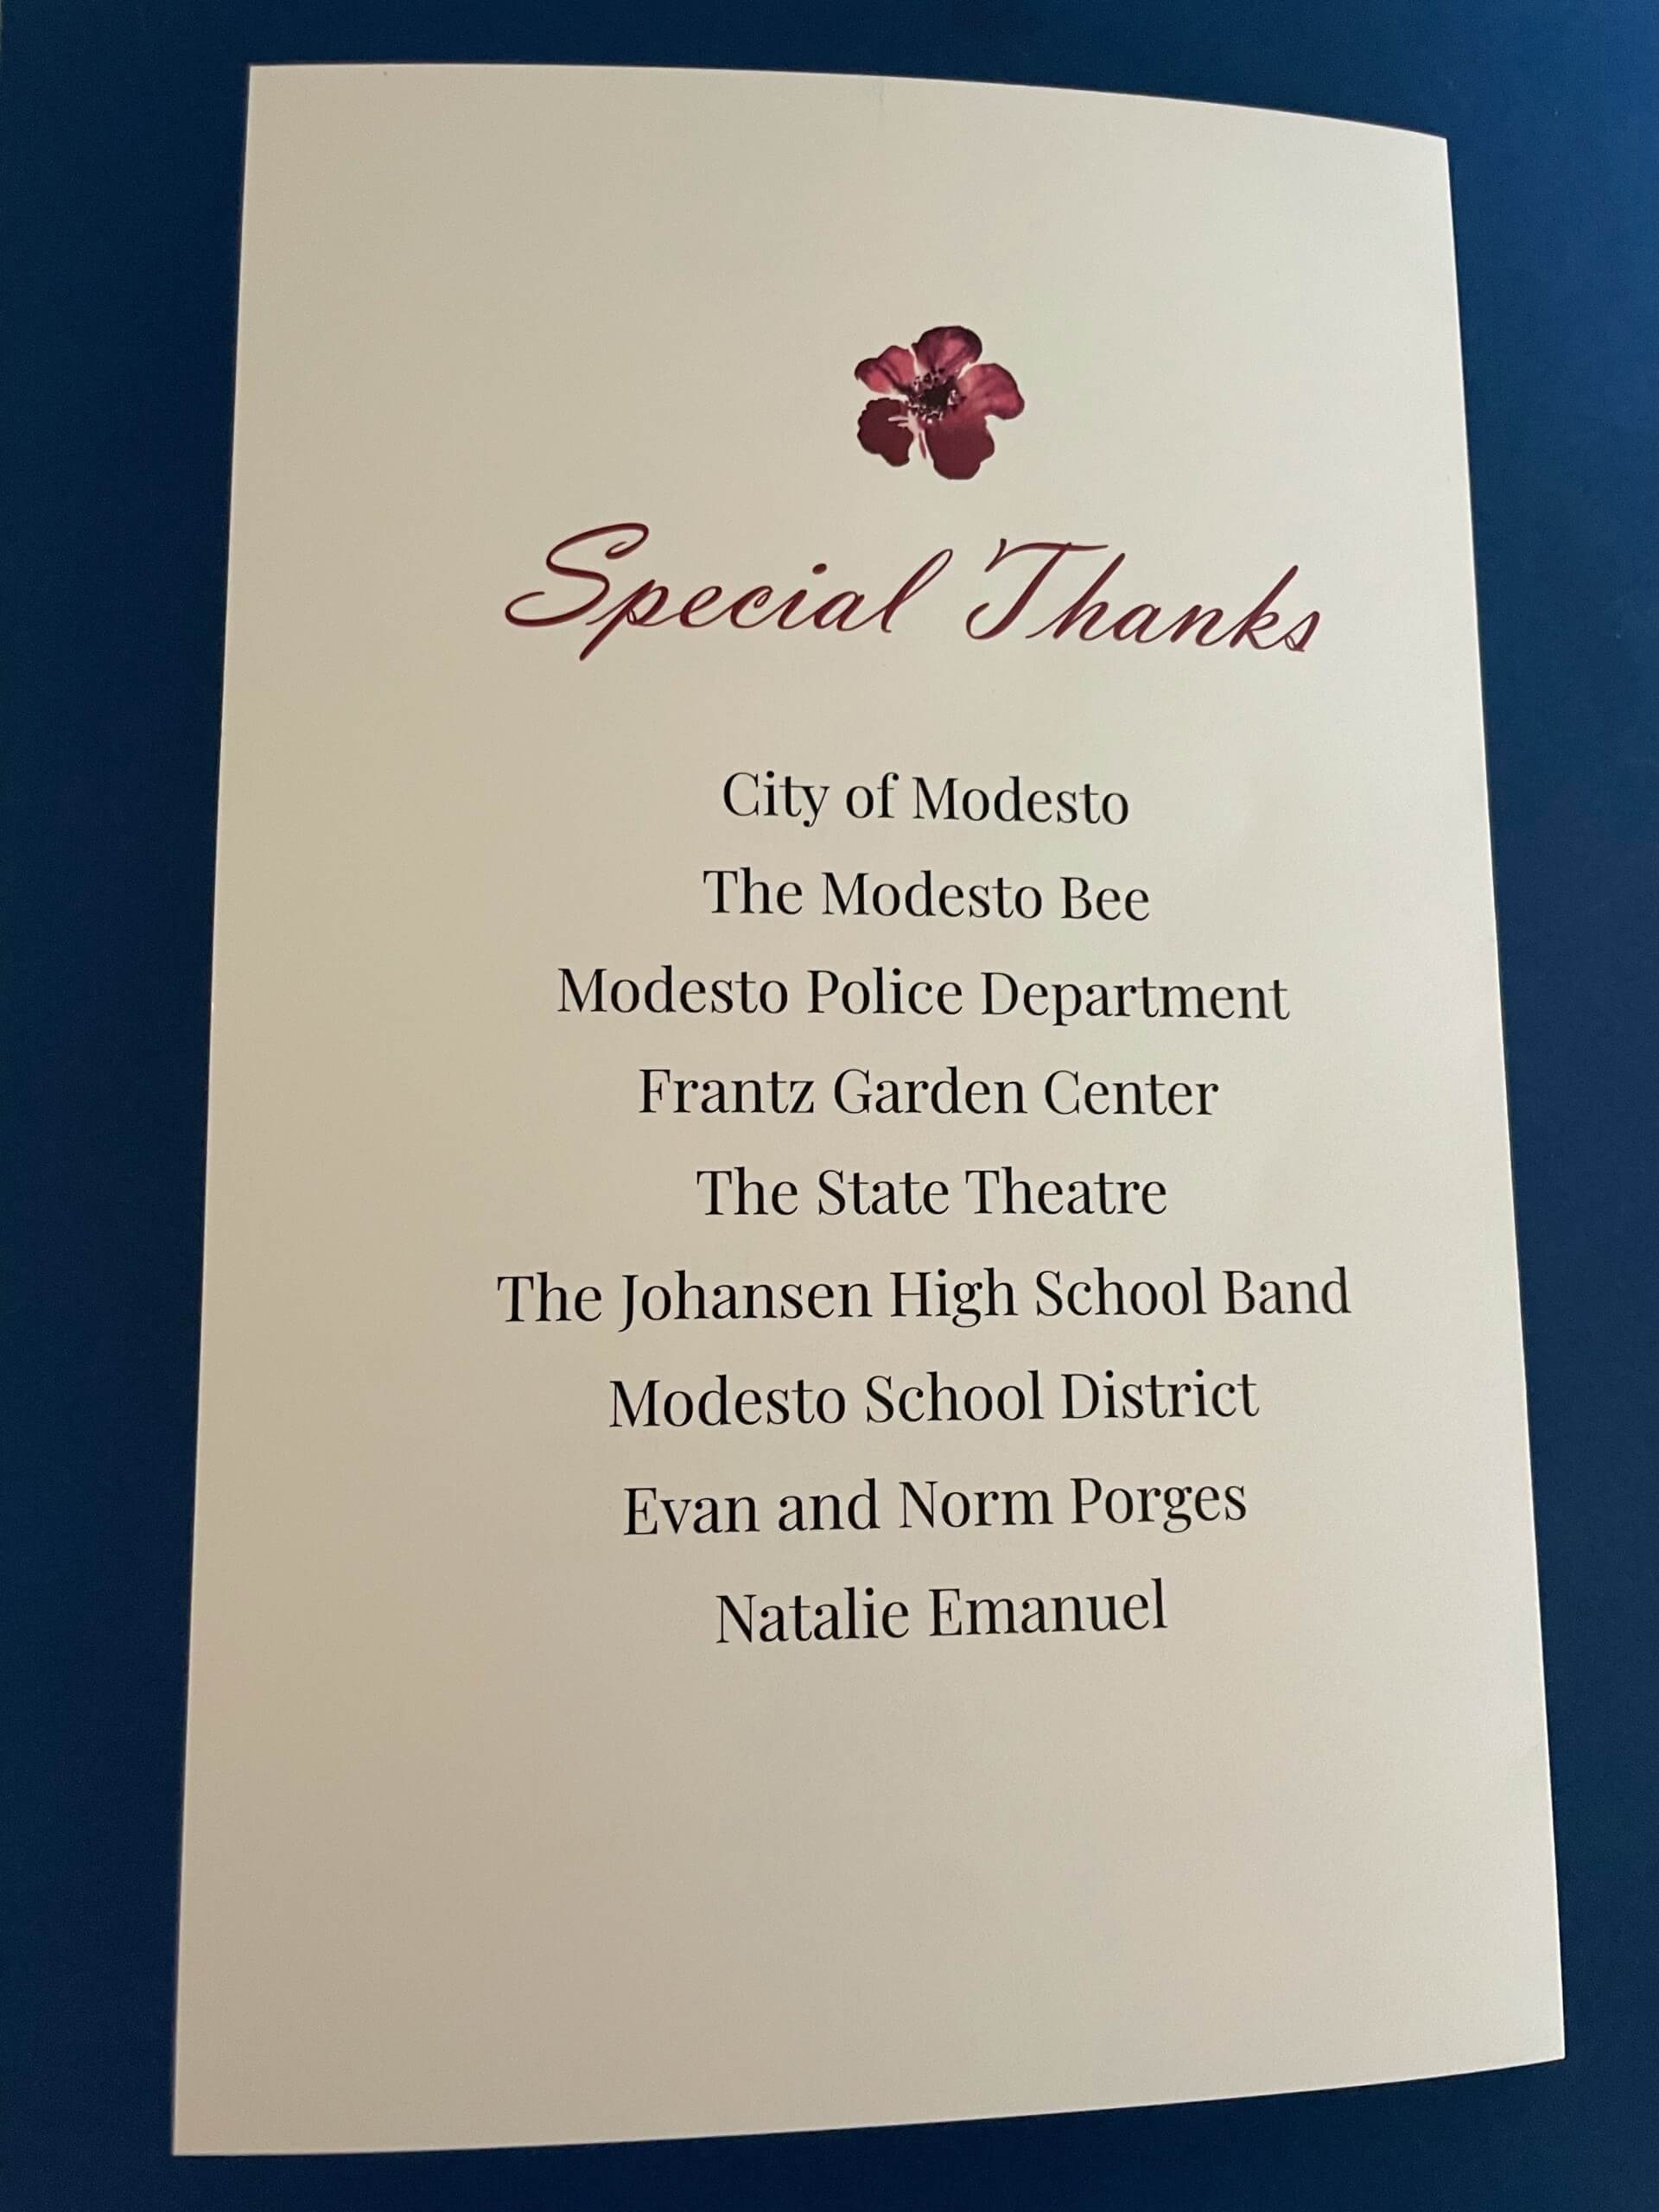 Special Thanks
City of Modesto
The Modesto Bee
Modesto Police Department
Frantz Garden Center
The State Theatre
The Johansen High School Band
Modesto School District
Evan and Norm Porges
Natalie Emanuel